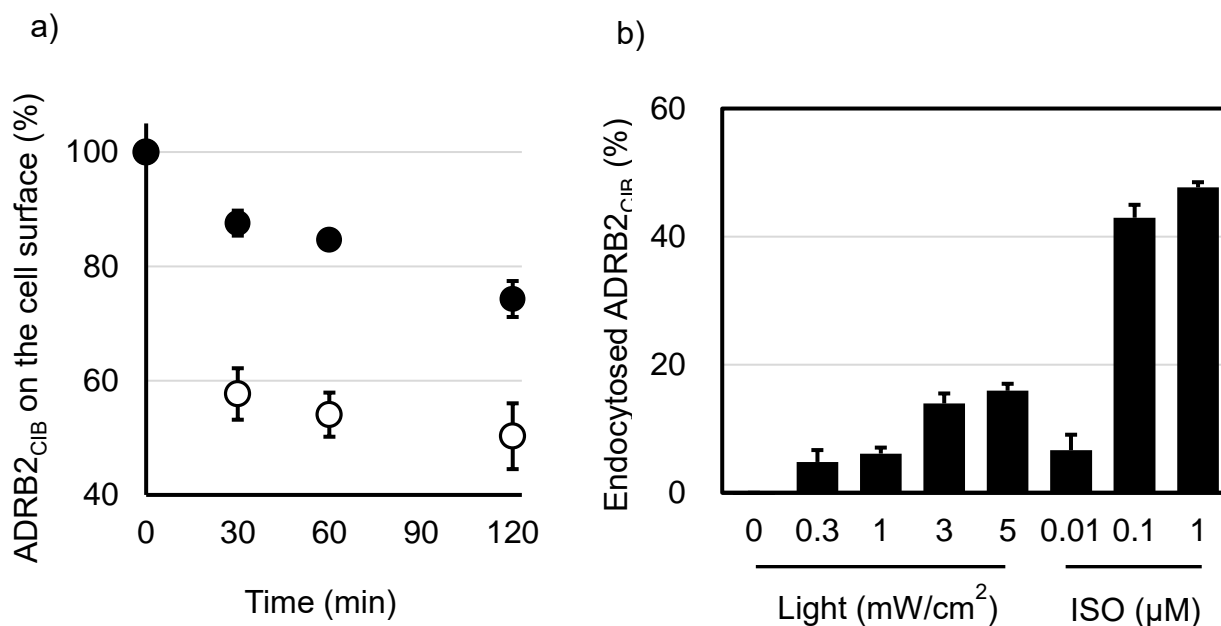 a)
ADRB2CIB on the cell surface (%)
100
80
60
40
0 30 60 90 120
Time (min)
b)
Endocytosed ADRB2CIB (%)
60
40
20
0
0 0.3 1 3 5 0.01 0.1 1
Light (mW/cm²) ISO (µM)